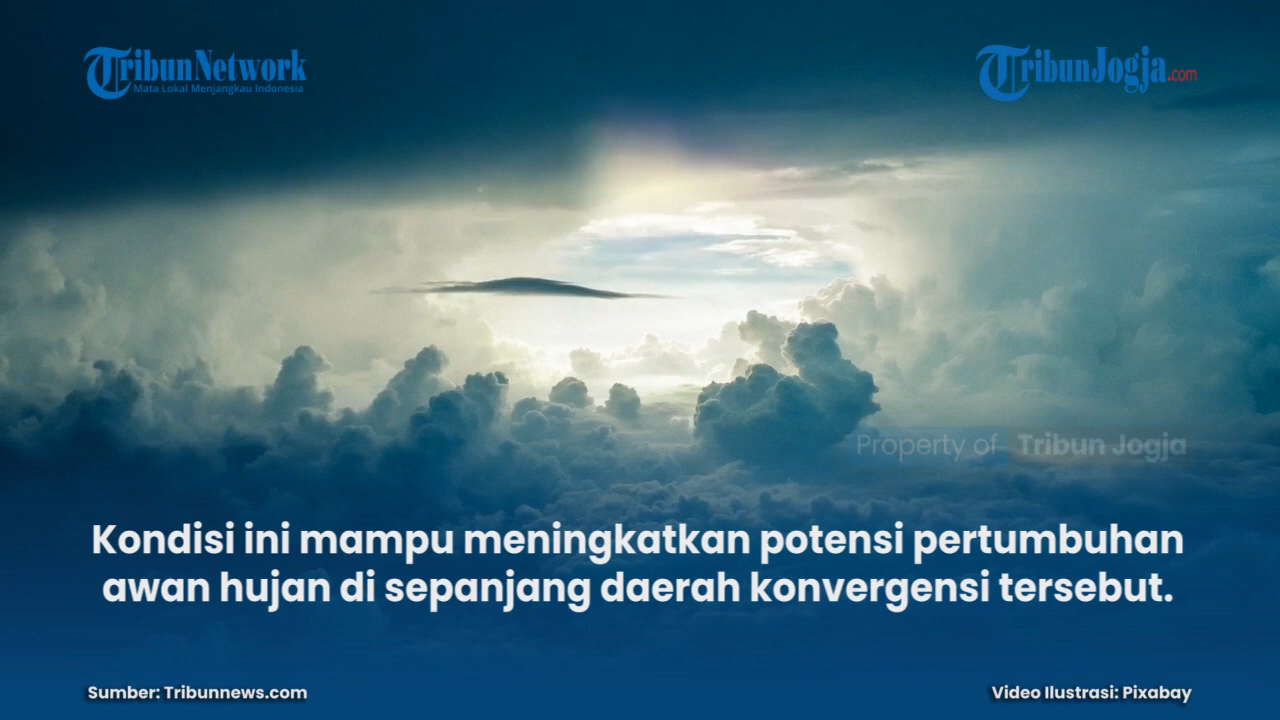 TribunNetwork
Mata Lokal Menjangkau Indonesia
TribunJogja.com
Property of Tribun Jogja
Kondisi ini mampu meningkatkan potensi pertumbuhan
awan hujan di sepanjang daerah konvergensi tersebut.
Sumber: Tribunnews.com
Video Ilustrasi: Pixabay